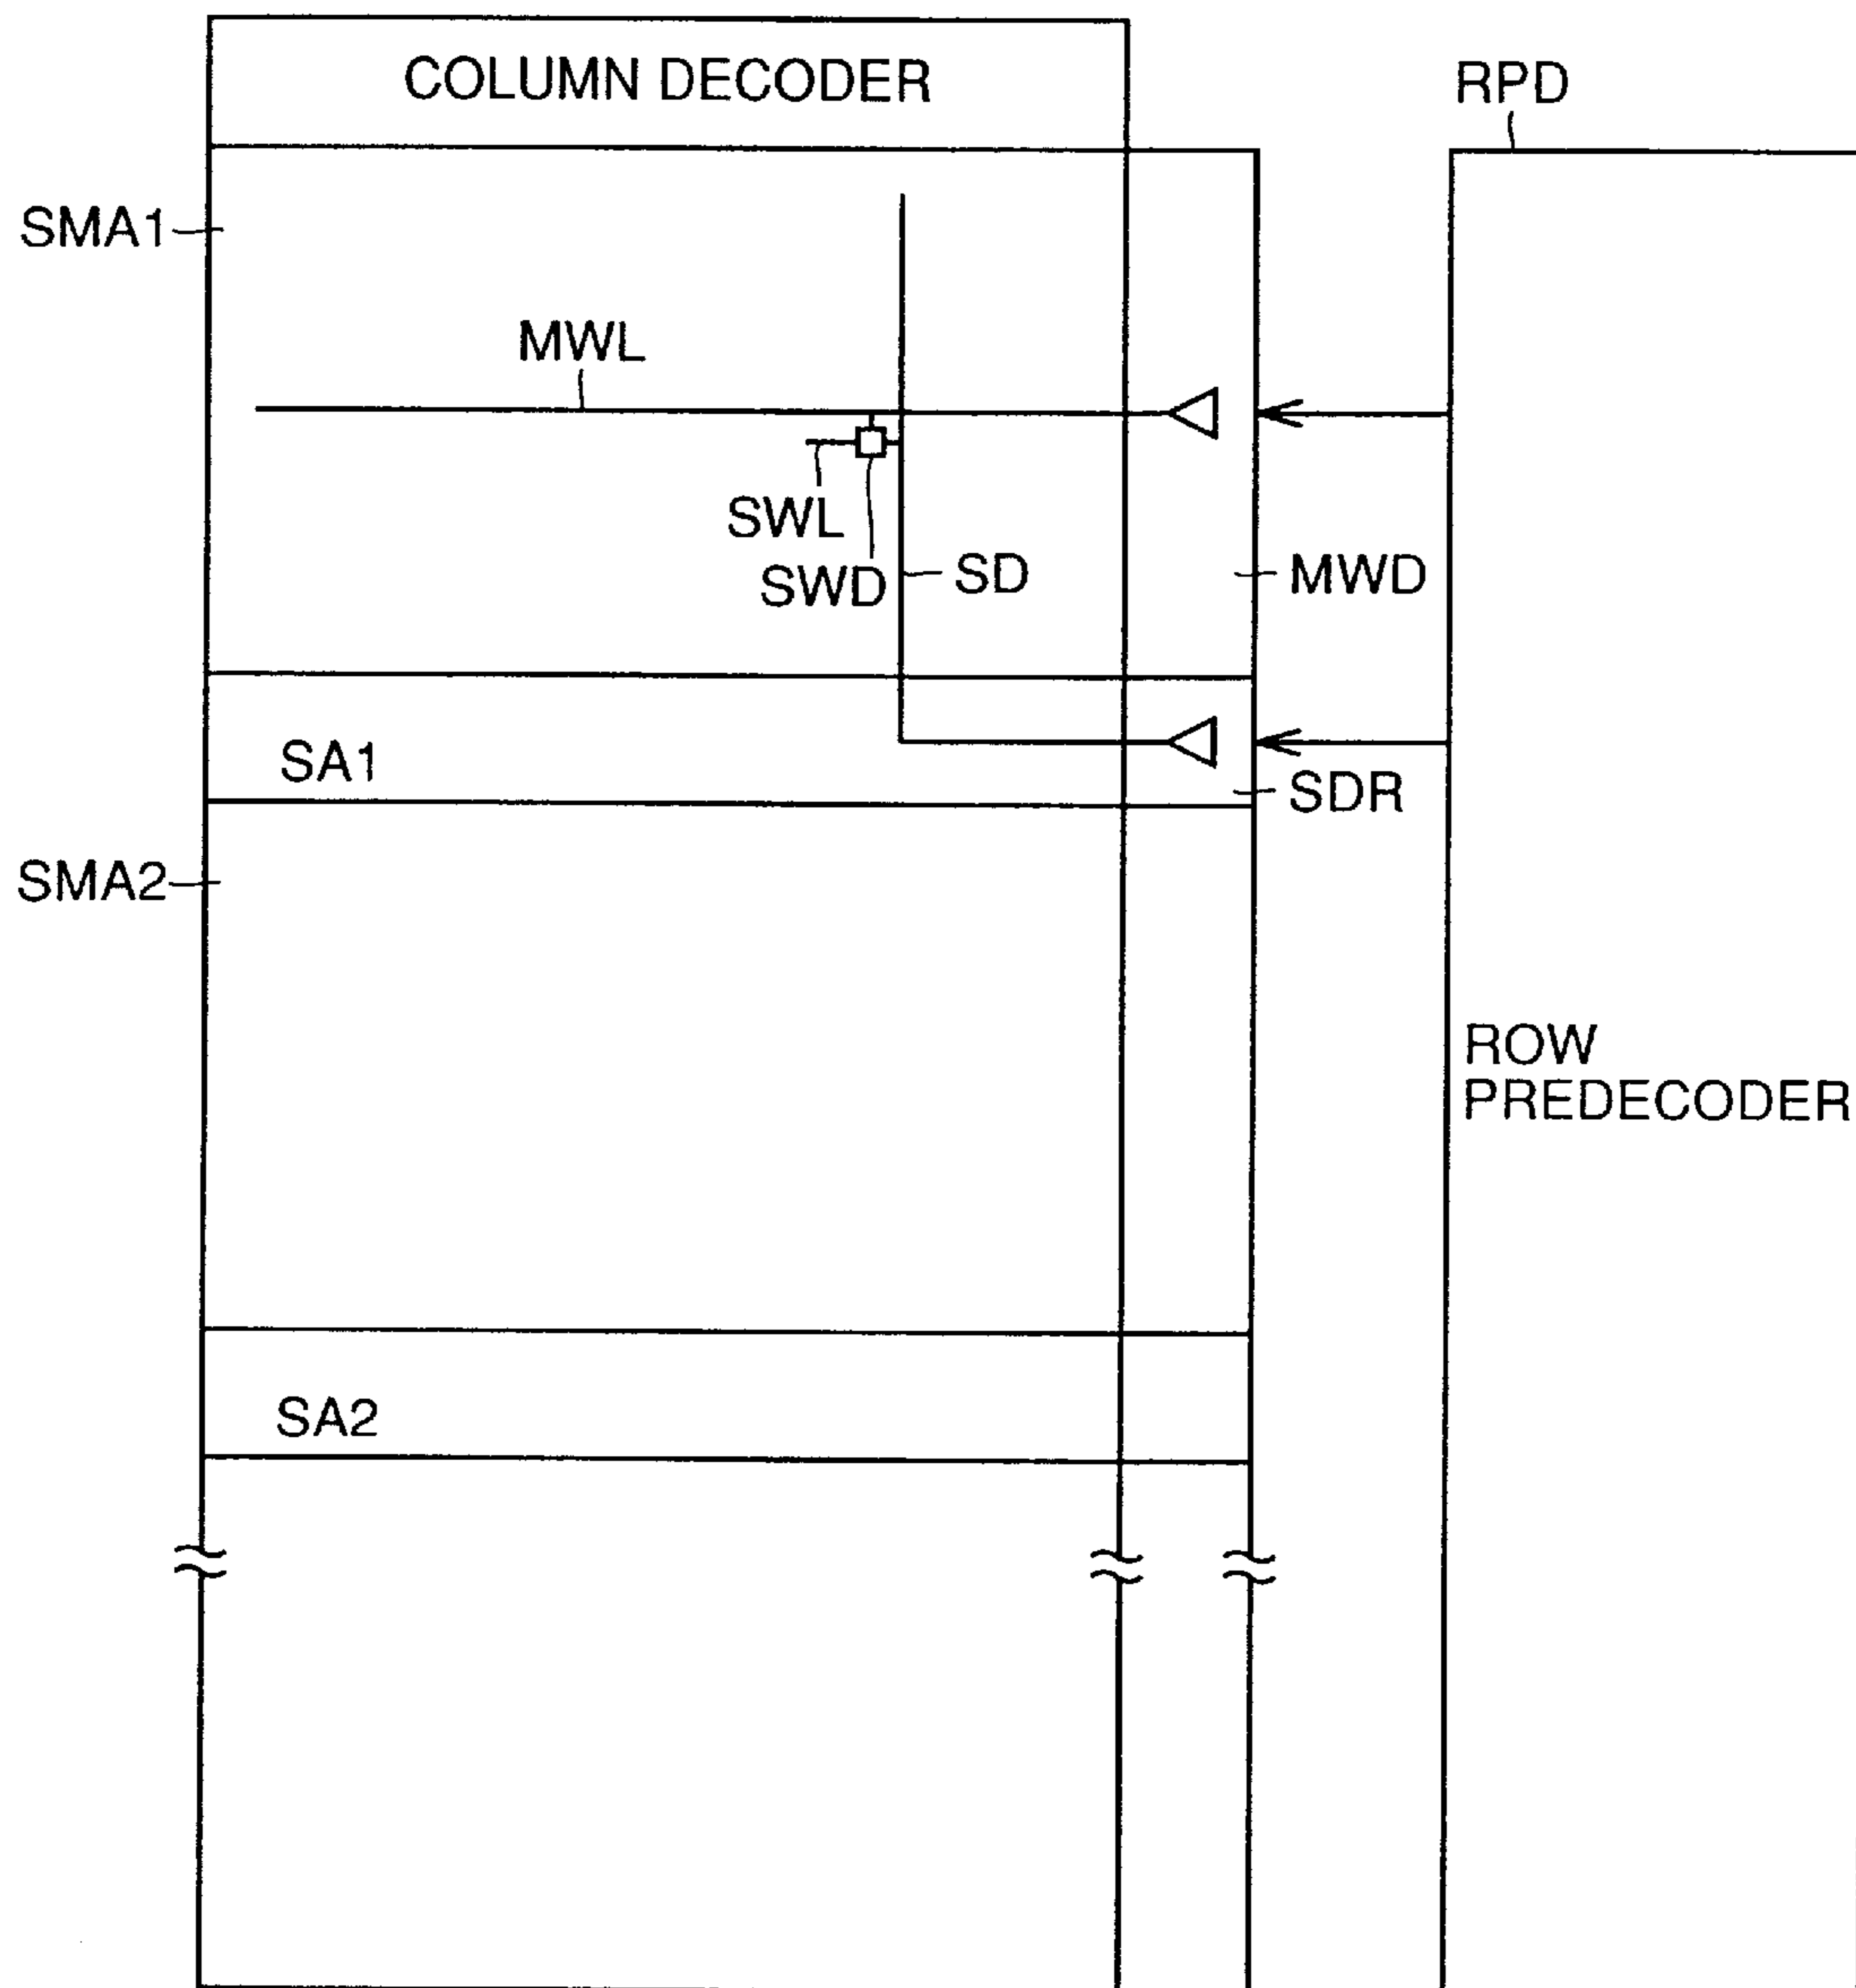 COLUMN DECODER
RPD
SMA1
MWL
SWL
SWD
SD
MWD
SA1
SDR
SMA2
ROW
PREDECODER
SA2